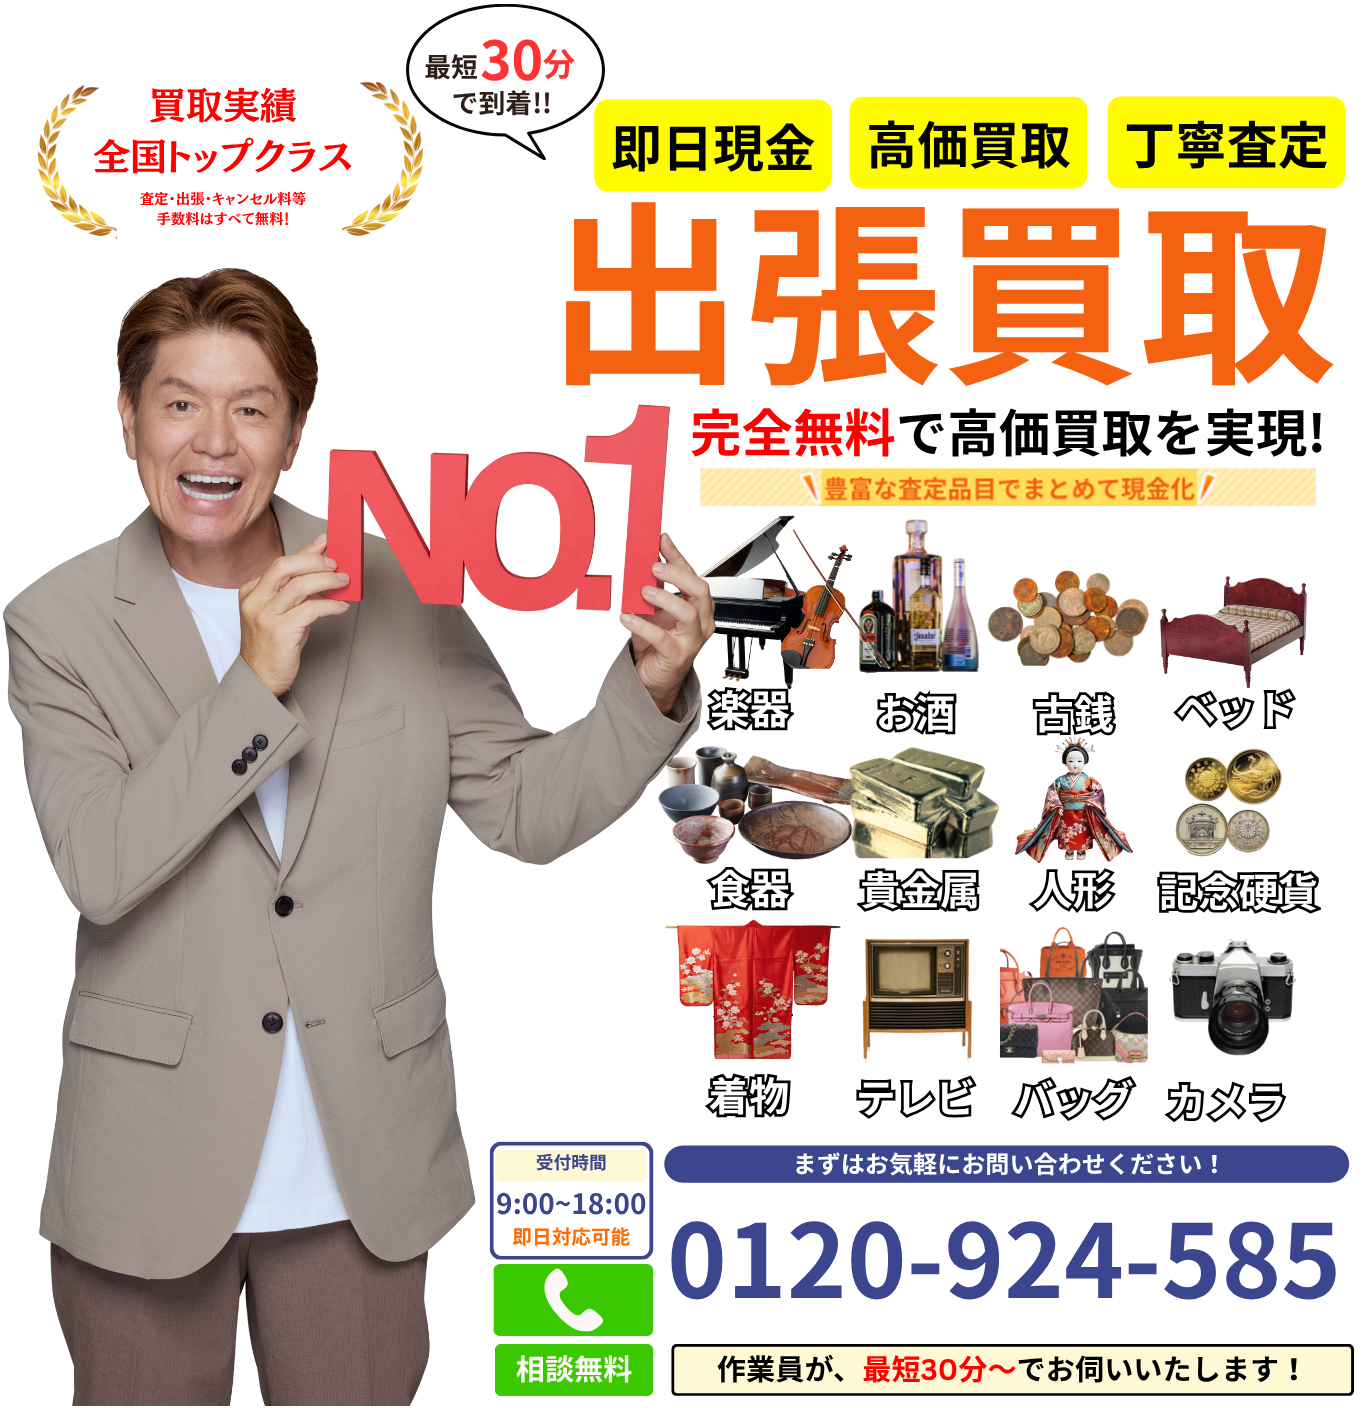 最短30分
で到着!!
買取実績
全国トップクラス
査定･出張･キャンセル料等
手数料はすべて無料!
即日現金
高価買取
丁寧査定
出張買取
完全無料で高価買取を実現!
豊富な査定品目でまとめて現金化
NO.1
楽器
お酒
古銭
ベッド
食器
貴金属
人形
記念硬貨
着物
テレビ
バッグ
カメラ
受付時間
9:00~18:00
即日対応可能
まずはお気軽にお問い合わせください！
0120-924-585
相談無料
作業員が、最短30分～でお伺いいたします！